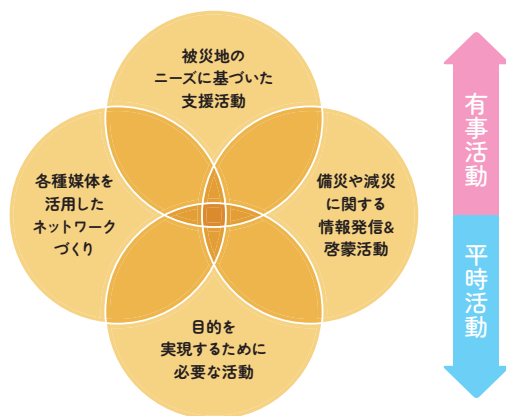 被災地の
ニーズに基づいた
支援活動
各種媒体を
活用した
ネットワーク
づくり
備災や減災
に関する
情報発信&
啓蒙活動
目的を
実現するために
必要な活動
有事活動
平時活動